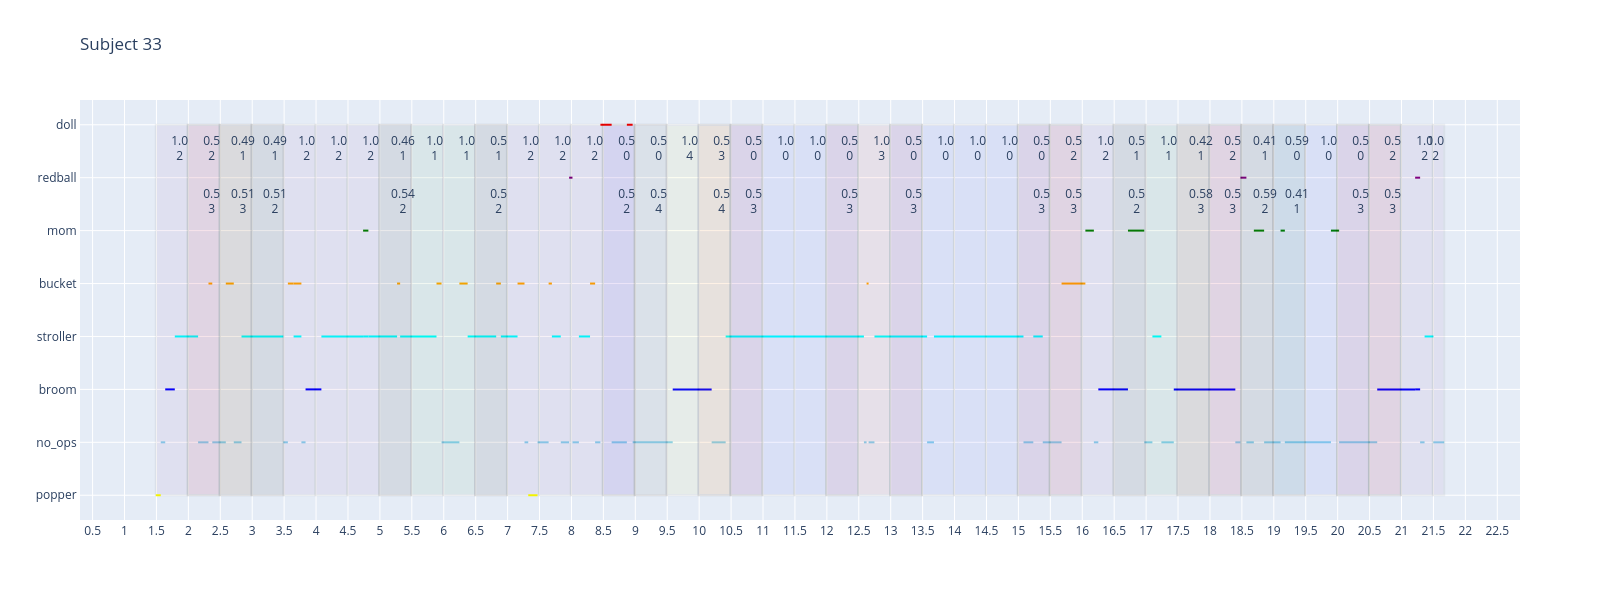 Subject 33
doll
1.0 0.5 0.49 0.49 1.0 1.0 1.0 0.46 1.0 1.0 0.5 1.0 1.0 1.0 0.5 0.5 1.0 0.5 0.5 1.0 1.0 0.5 1.0 0.5 1.0 1.0 1.0 0.5 0.5 1.0 0.5 1.0 0.42 0.5 0.41 0.59 1.0 0.5 0.5 1.0 1.0
2 2 1 1 2 2 2 1 1 1 1 2 2 2 0 0 4 3 0 0 0 0 3 0 0 0 0 0 2 2 1 1 1 2 1 0 0 0 2 2 2
redball
0.5 0.51 0.51 0.54 0.5 0.5 0.5 0.5 0.5 0.5 0.5 0.5 0.5 0.5 0.58 0.5 0.59 0.41 0.5 0.5
3 3 2 2 2 2 4 4 3 3 3 3 3 2 3 3 2 1 3 3
mom
bucket
stroller
broom
no_ops
popper
0.5 1 1.5 2 2.5 3 3.5 4 4.5 5 5.5 6 6.5 7 7.5 8 8.5 9 9.5 10 10.5 11 11.5 12 12.5 13 13.5 14 14.5 15 15.5 16 16.5 17 17.5 18 18.5 19 19.5 20 20.5 21 21.5 22 22.5